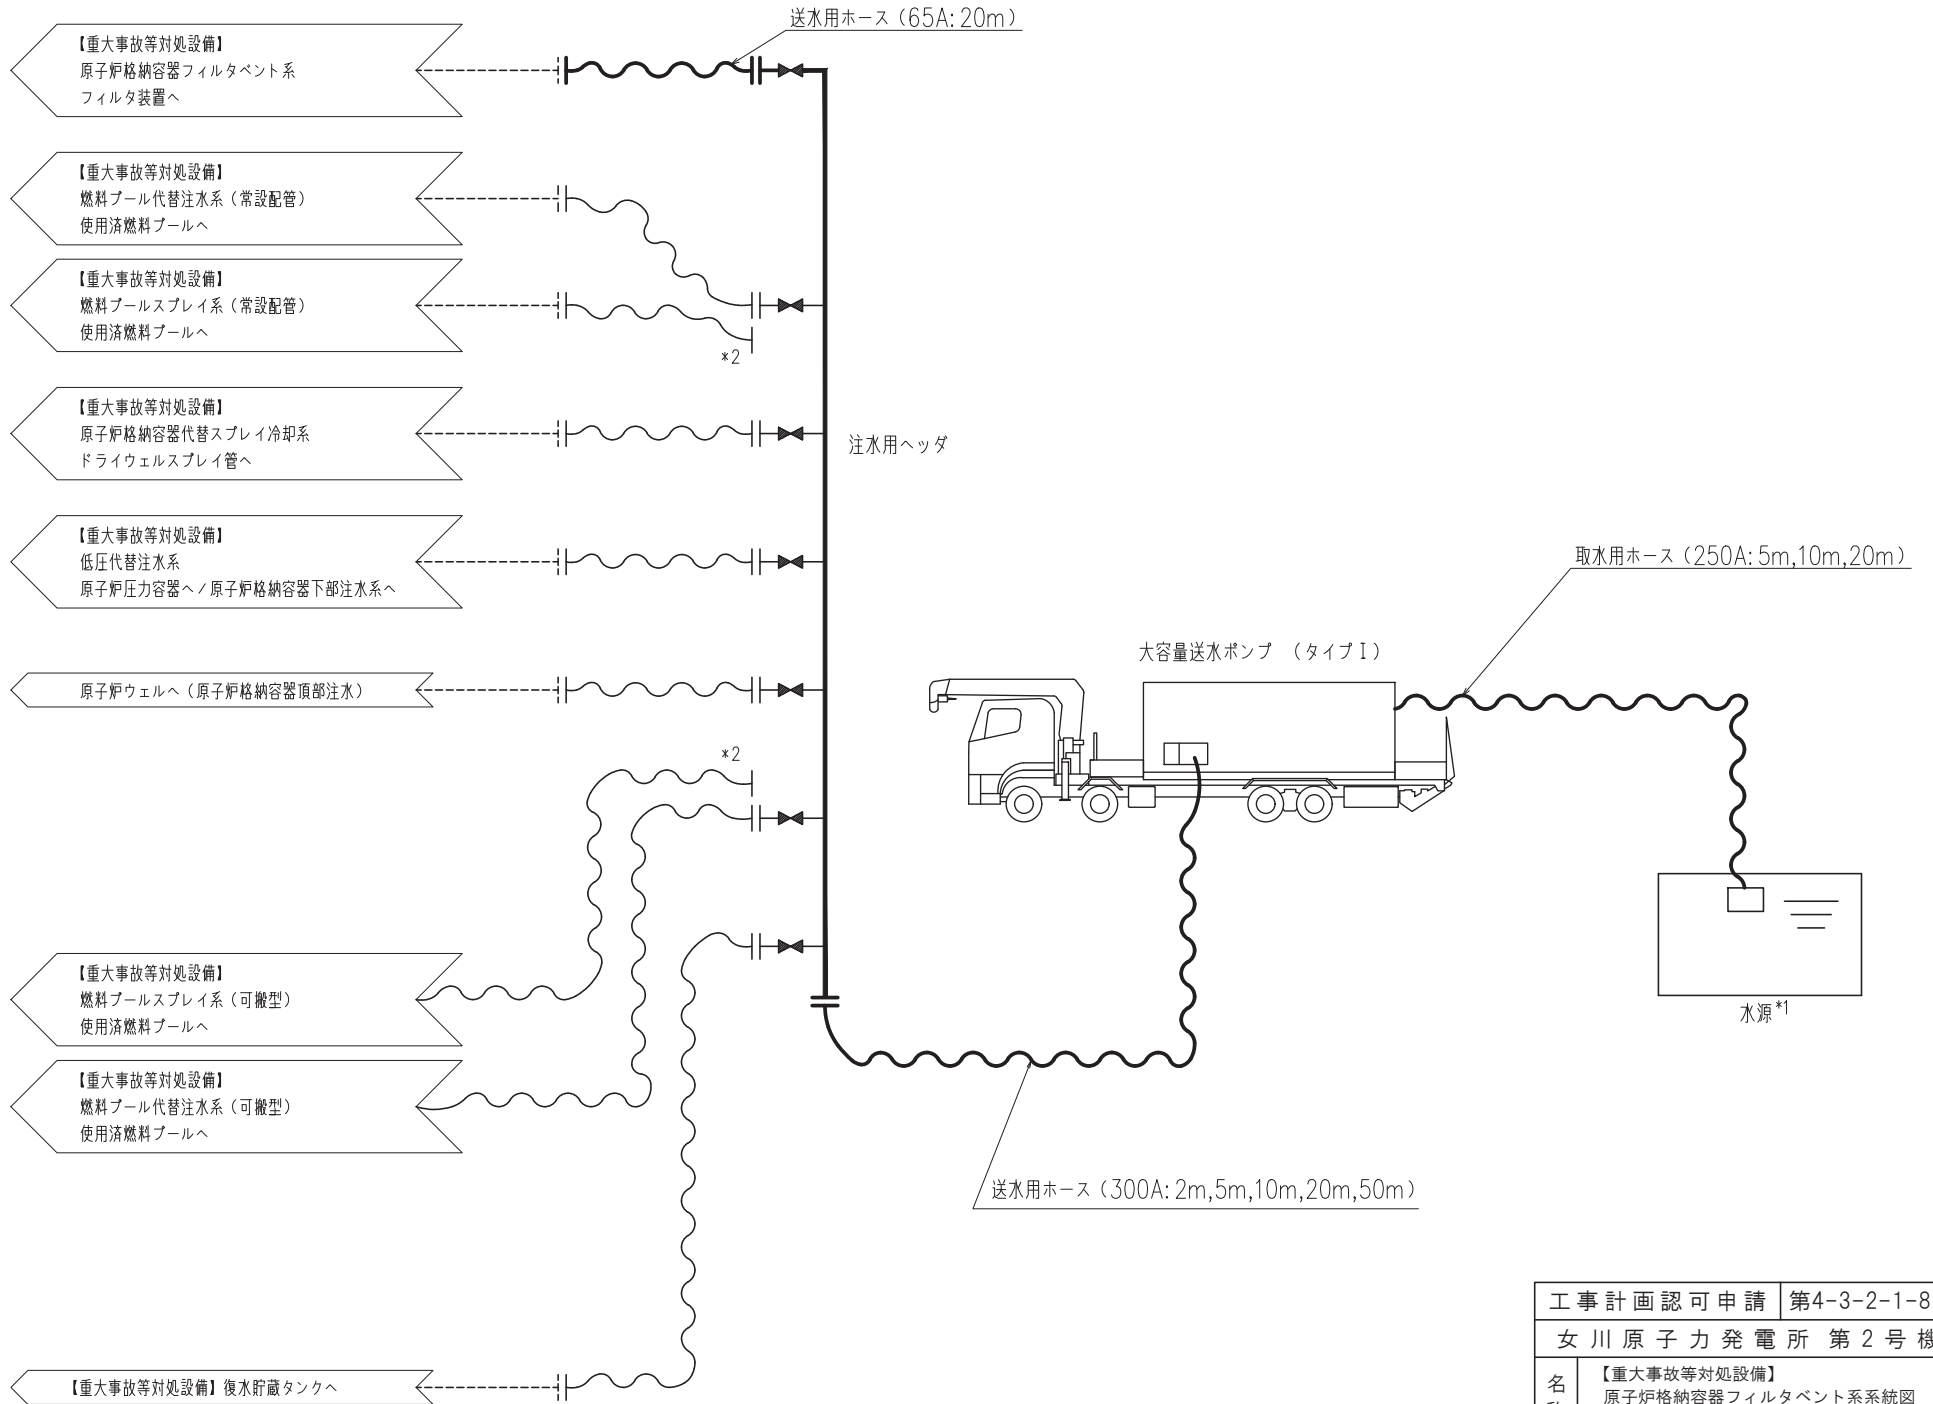 送水用ホース（65A:20m）
【重大事故等対処設備】
原子炉格納容器フィルタベント系
フィルタ装置へ
【重大事故等対処設備】
燃料プール代替注水系（常設配管）
使用済燃料プールへ
【重大事故等対処設備】
燃料プールスプレイ系（常設配管）
使用済燃料プールへ
*2
【重大事故等対処設備】
原子炉格納容器代替スプレイ冷却系
ドライウェルスプレイ管へ
注水用ヘッダ
【重大事故等対処設備】
低圧代替注水系
原子炉圧力容器へ／原子炉格納容器下部注水系へ
取水用ホース（250A:5m,10m,20m）
大容量送水ポンプ （タイプⅠ）
原子炉ウェルへ（原子炉格納容器頂部注水）
*2
【重大事故等対処設備】
燃料プールスプレイ系（可搬型）
使用済燃料プールへ
水源*1
【重大事故等対処設備】
燃料プール代替注水系（可搬型）
使用済燃料プールへ
送水用ホース（300A:2m,5m,10m,20m,50m）
【重大事故等対処設備】復水貯蔵タンクへ
工事計画認可申請 第4-3-2-1-8
女川原子力発電所 第2号機
名
【重大事故等対処設備】
原子炉格納容器フィルタベント系系統図